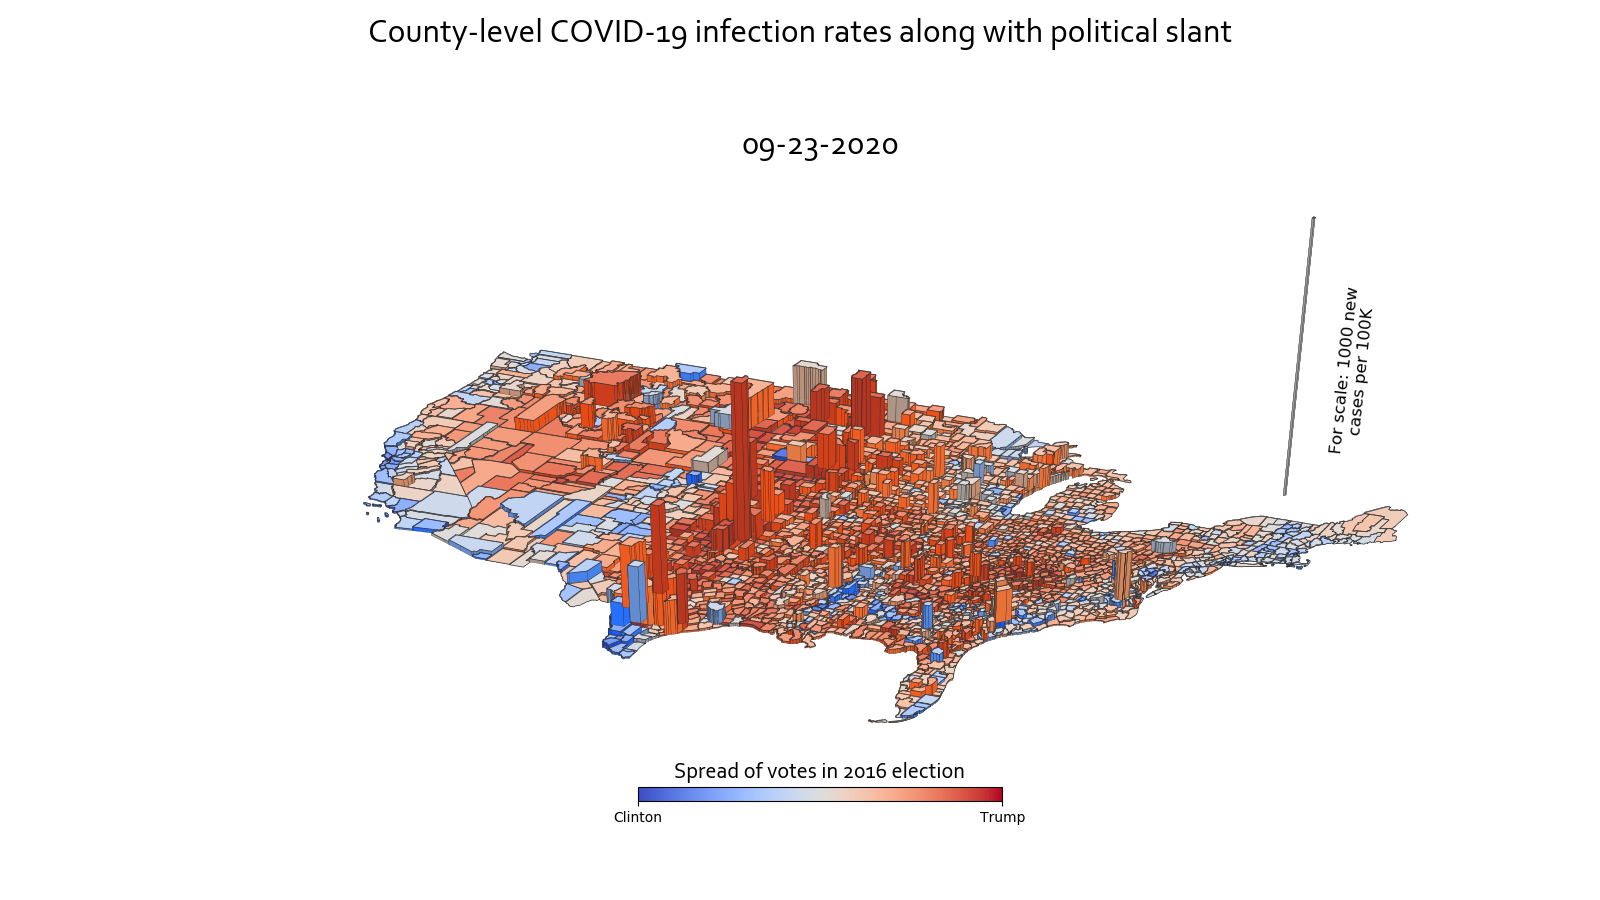 County-level COVID-19 infection rates along with political slant
09-23-2020
For scale: 1000 new
cases per 100K
Spread of votes in 2016 election
Clinton
Trump